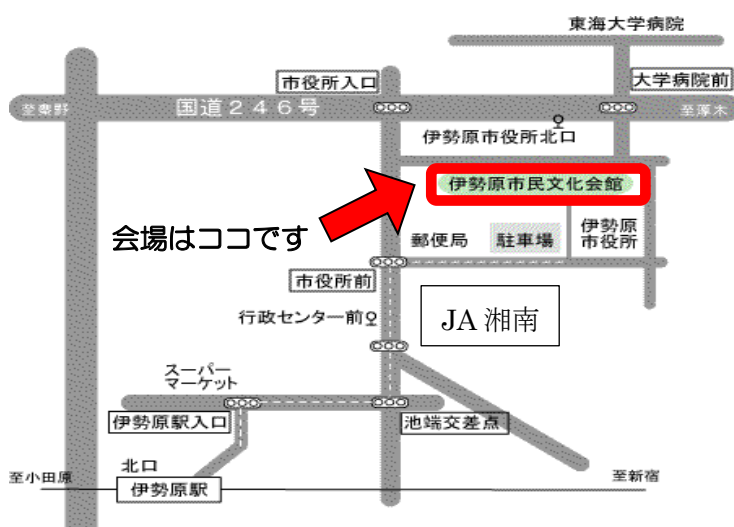 東海大学病院
市役所入口
大学病院前
至秦野
国道246号
至厚木
伊勢原市役所北口
伊勢原市民文化会館
会場はココです
郵便局
駐車場
伊勢原
市役所
市役所前
行政センター前
JA 湘南
スーパー
マーケット
伊勢原駅入口
池端交差点
北口
至小田原
伊勢原駅
至新宿